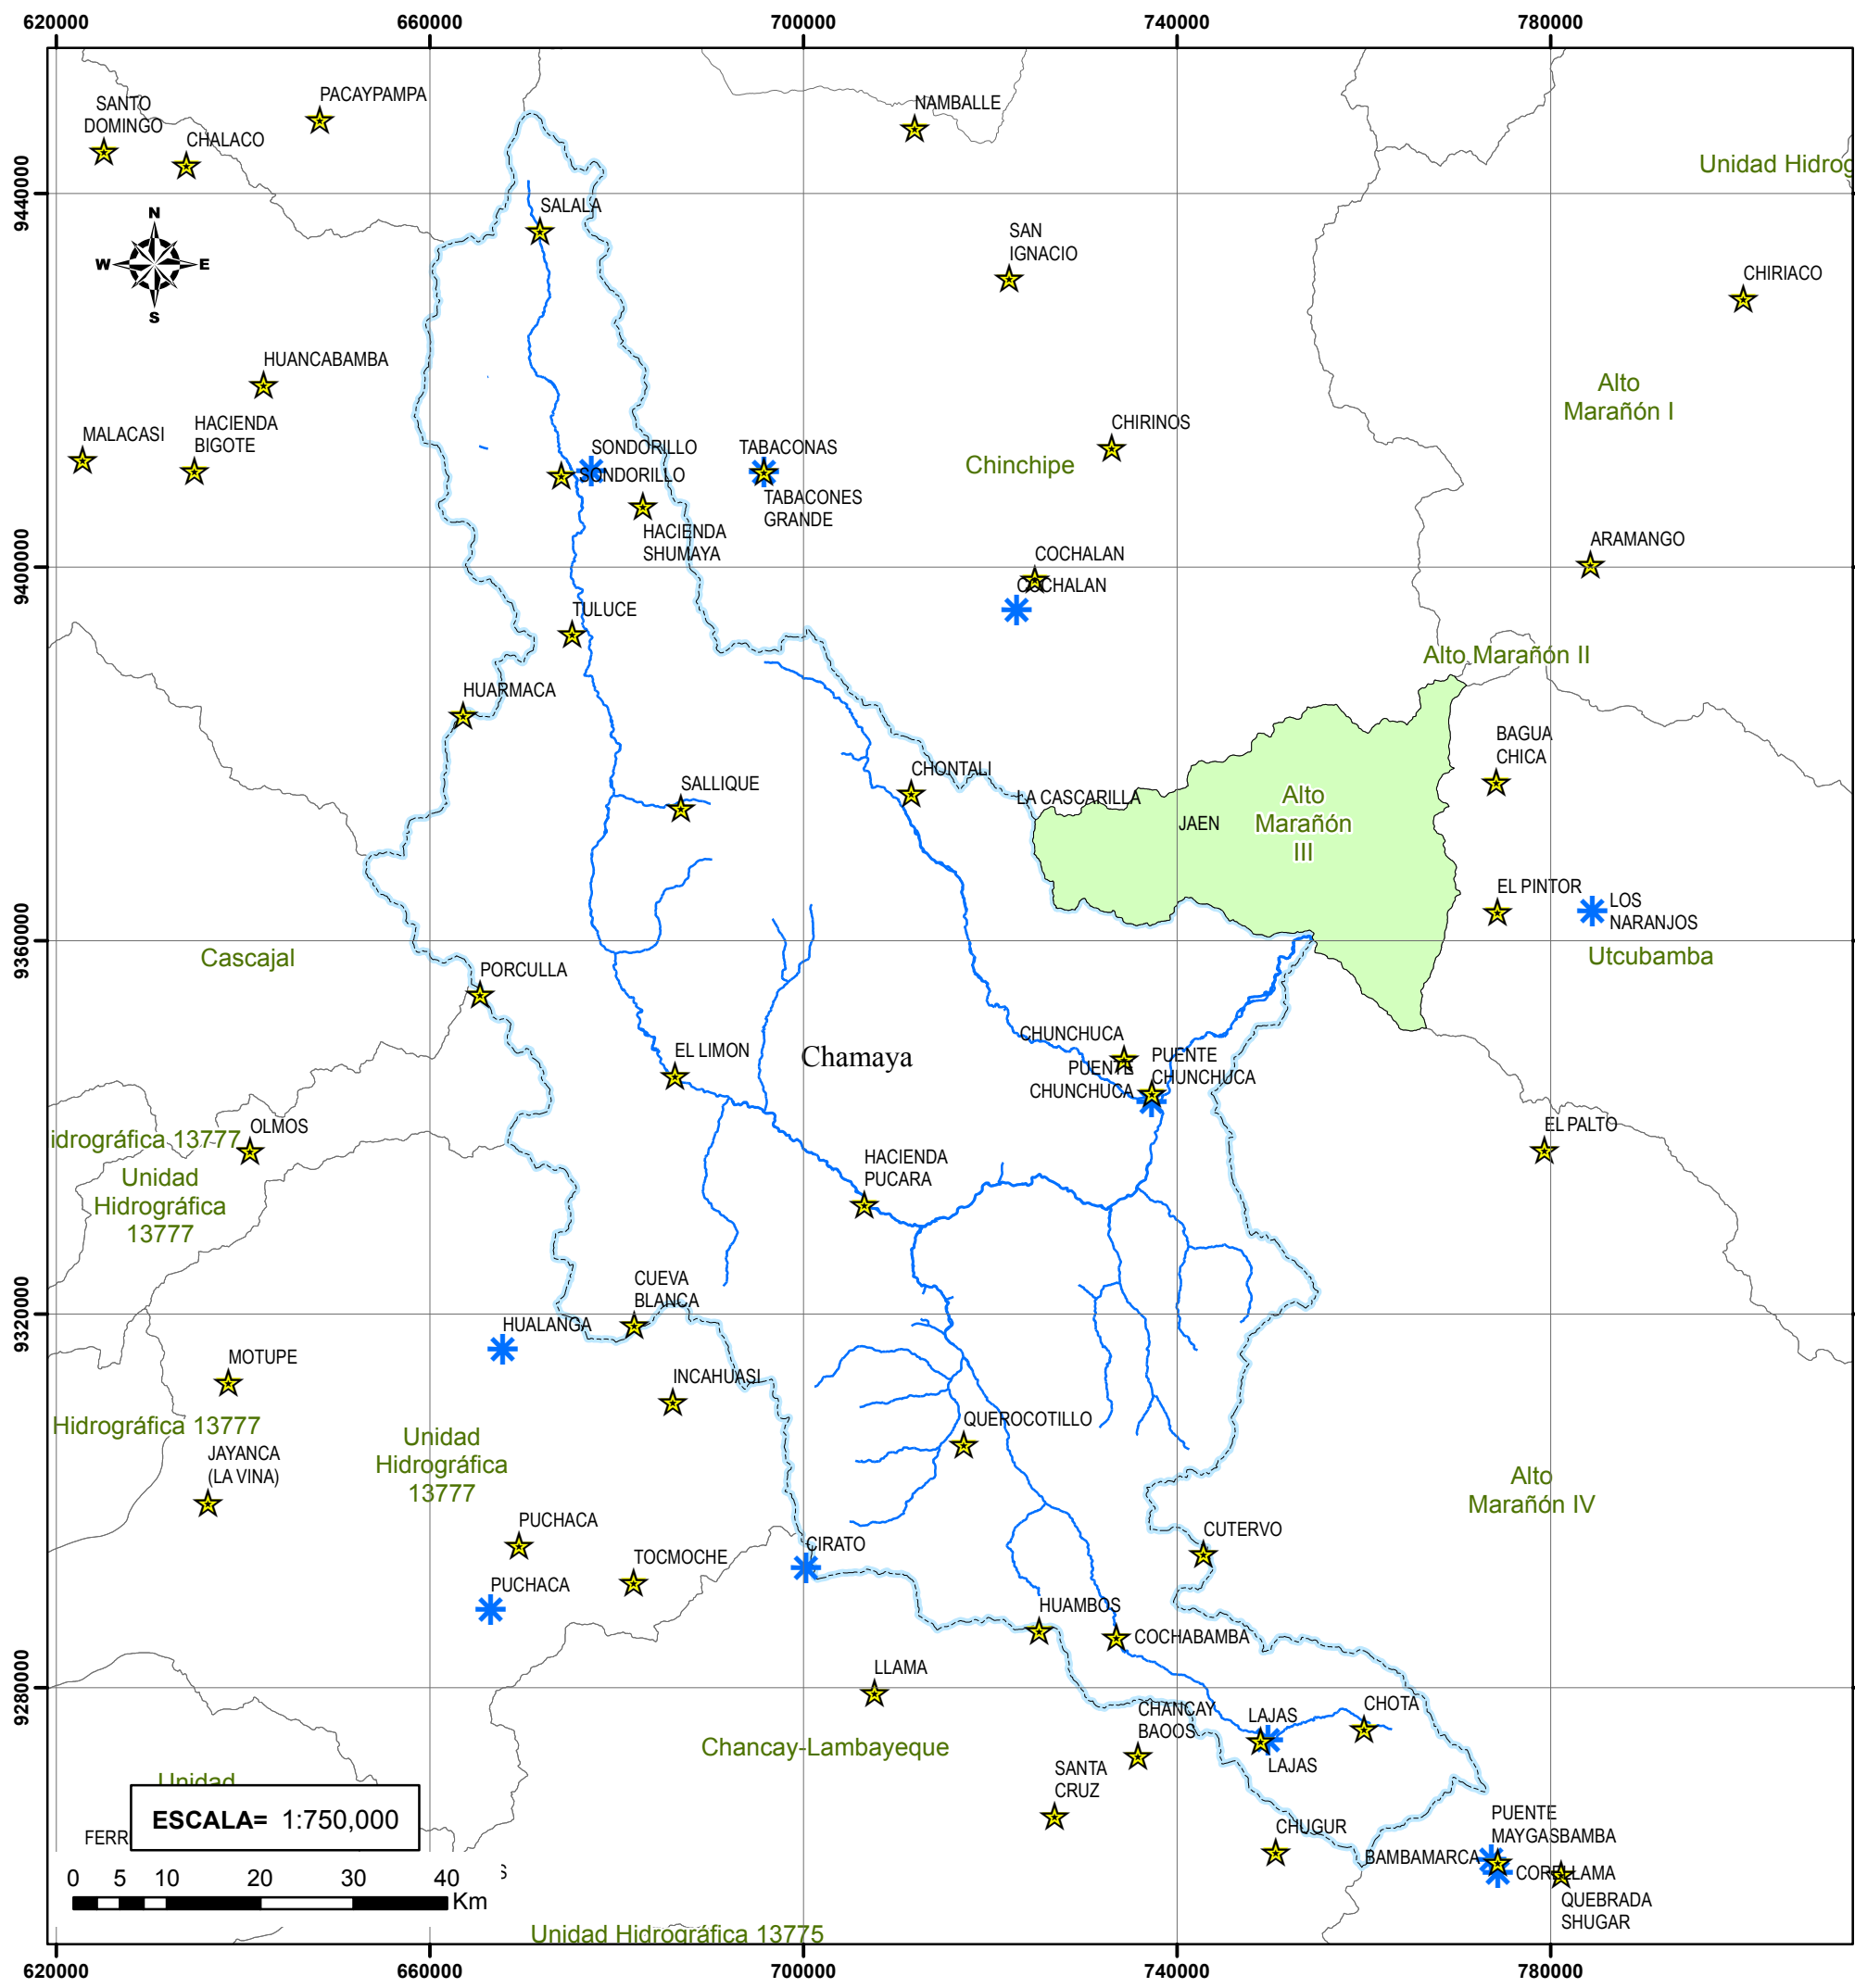 620000
660000
700000
740000
780000
SANTO
DOMINGO
CHALACO
PACAYPAMPA
NAMBALLE
9440000
SALALA
SAN
IGNACIO
CHIRIACO
N
W
E
S
HUANCABAMBA
Alto
Marañón I
MALACASI
HACIENDA
BIGOTE
SONDORILLO
SONDORILLO
TABACONAS
TABACONES
GRANDE
Chinchipe
CHIRINOS
HACIENDA
SHUMAYA
9400000
COCHALAN
COCHALAN
ARAMANGO
TULUCE
Alto Marañón II
HUARMACA
BAGUA
CHICA
SALLIQUE
CHONTALI
LA CASCARILLA
JAEN
Alto
Marañón
III
EL PINTOR
LOS
NARANJOS
9360000
Cascajal
Utcubamba
PORCULLA
EL LIMON
Chamaya
CHUNCHUCA
PUENTE
CHUNCHUCA
PUENTE
CHUNCHUCA
OLMOS
idrográfica 13777
Unidad
Hidrográfica
13777
EL PALTO
HACIENDA
PUCARA
9320000
CUEVA
BLANCA
HUALANGA
MOTUPE
INCAHUASI
Hidrográfica 13777
QUEROCOTILLO
JAYANCA
(LA VINA)
Unidad
Hidrográfica
13777
Alto
Marañón IV
PUCHACA
PUCHACA
TOCMOCHE
CIRATO
CUTERVO
HUAMBOS
COCHABAMBA
9280000
LLAMA
CHANCAY
BAOOS
LAJAS
LAJAS
CHOTA
Chancay-Lambayeque
SANTA
CRUZ
Unidad
ESCALA= 1:750,000
FERR
CHUGUR
PUENTE
MAYGASBAMBA
BAMBAMARCA
QUEBRADA
SHUGAR
0 5 10 20 30 40
Km
Unidad Hidrográfica 13775
620000
660000
700000
740000
780000